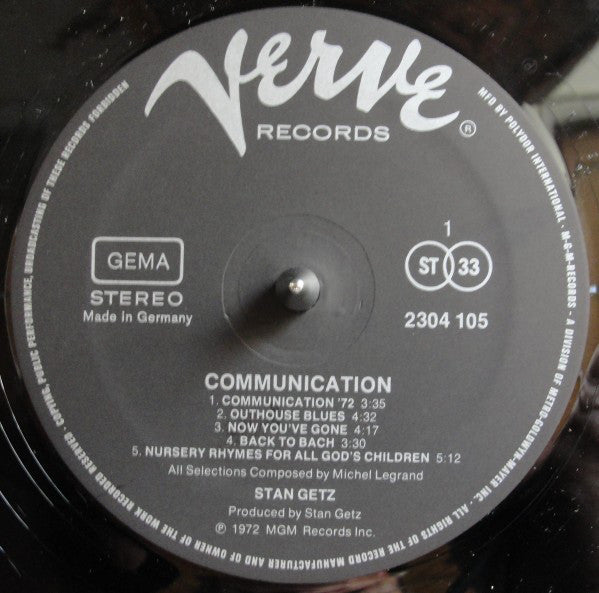 Verve
RECORDS ®
MFD BY POLYDOR INTERNATIONAL · M-G-M-RECORDS - A DIVISION OF METRO-GOLDWYN-MAYER INC. · ALL RIGHTS OF THE RECORD MANUFACTURER AND OF OWNER OF THE WORK RECORDED RESERVED · COPYING, PUBLIC PERFORMANCE, BROADCASTING OF THESE RECORDS FORBIDDEN
GEMA
STEREO
Made in Germany
1
ST 33
2304 105
COMMUNICATION
1. COMMUNICATION '72 3:35
2. OUTHOUSE BLUES 4:32
3. NOW YOU'VE GONE 4:17
4. BACK TO BACH 3:30
5. NURSERY RHYMES FOR ALL GOD'S CHILDREN 5:12
All Selections Composed by Michel Legrand
STAN GETZ
Produced by Stan Getz
℗ 1972 MGM Records Inc.